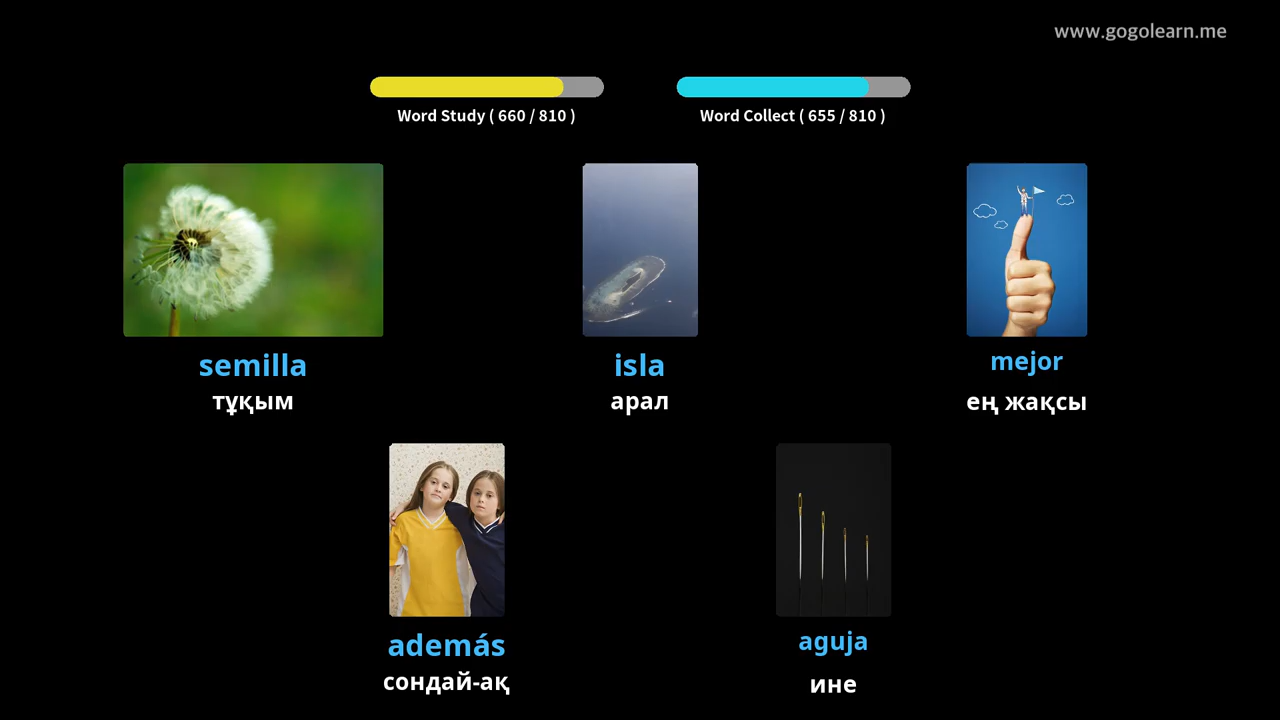 www.gogolearn.me
Word Study ( 660 / 810 )
Word Collect ( 655 / 810 )
semilla
тұқым
isla
арал
mejor
ең жақсы
además
сондай-ақ
aguja
ине